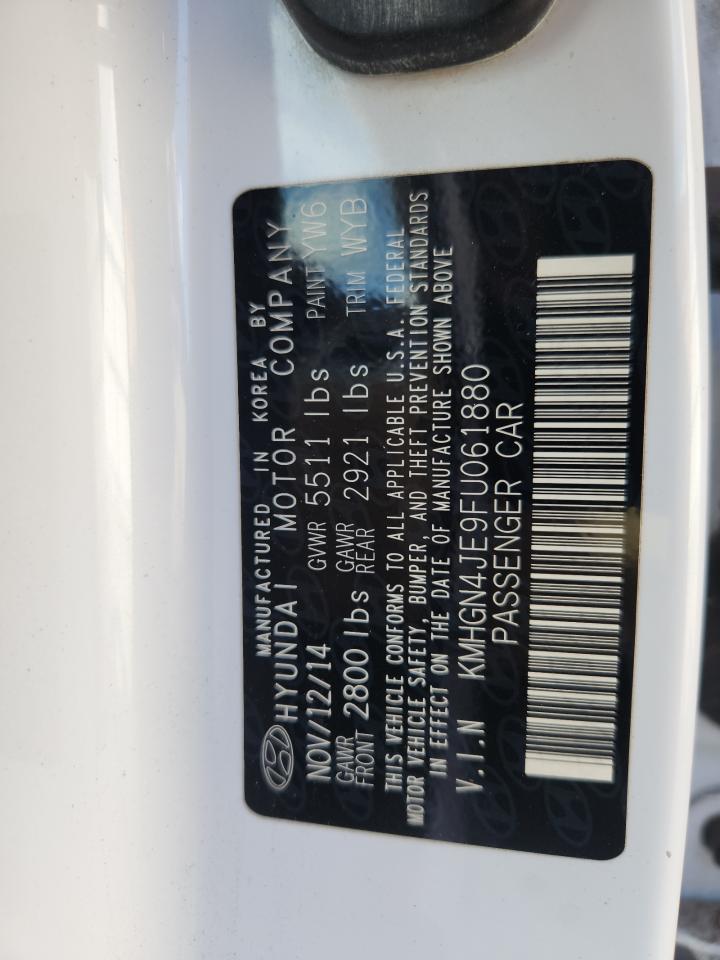 MANUFACTURED IN KOREA BY
HYUNDAI MOTOR COMPANY
NOV/12/14 GVWR 5511 lbs PAINT YW6
GAWR FRONT 2800 lbs GAWR REAR 2921 lbs TRIM WYB
THIS VEHICLE CONFORMS TO ALL APPLICABLE U.S.A. FEDERAL
MOTOR VEHICLE SAFETY, BUMPER, AND THEFT PREVENTION STANDARDS
IN EFFECT ON THE DATE OF MANUFACTURE SHOWN ABOVE
V.I.N KMHGN4JE9FU061880
PASSENGER CAR